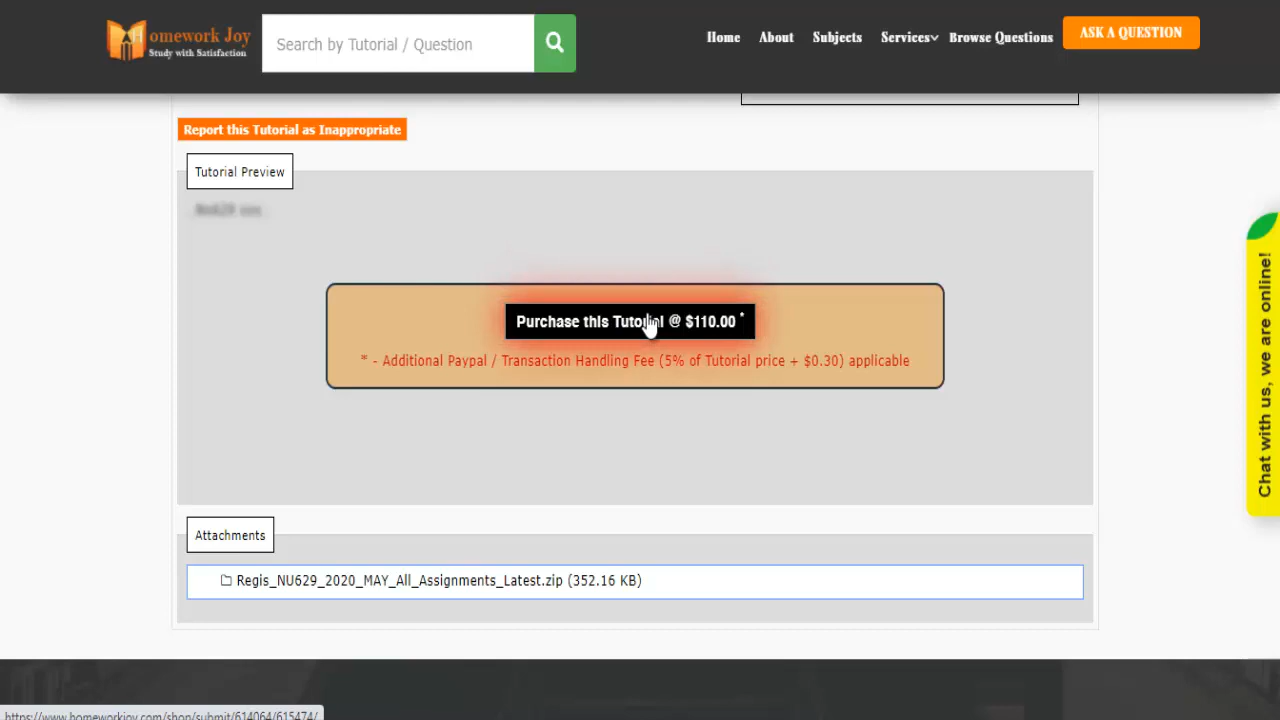 Homework Joy
Study with Satisfaction
Search by Tutorial / Question
Home
About
Subjects
Services
Browse Questions
ASK A QUESTION
Report this Tutorial as Inappropriate
Tutorial Preview
Purchase this Tutorial @ $110.00 *
* - Additional Paypal / Transaction Handling Fee (5% of Tutorial price + $0.30) applicable
Chat with us, we are online!
Attachments
Regis_NU629_2020_MAY_All_Assignments_Latest.zip (352.16 KB)
https://www.homeworkjoy.com/shop/submit/614064/615474/